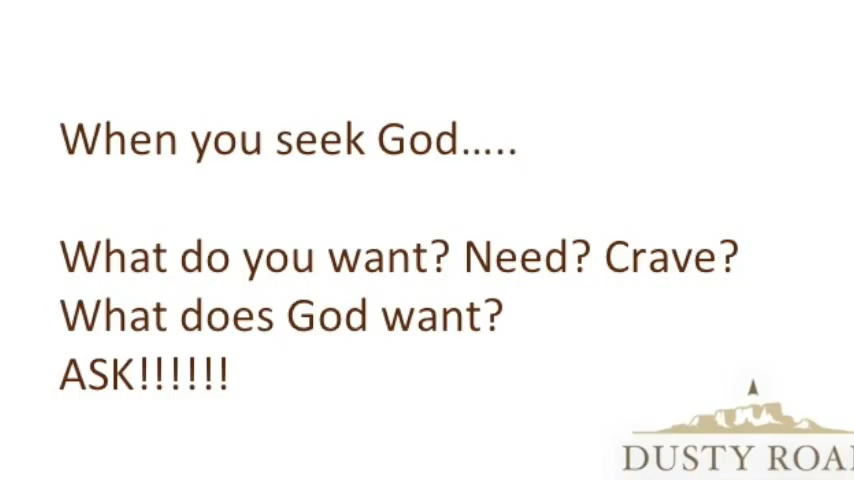 When you seek God.....
What do you want? Need? Crave?
What does God want?
ASK!!!!!!
DUSTY ROA